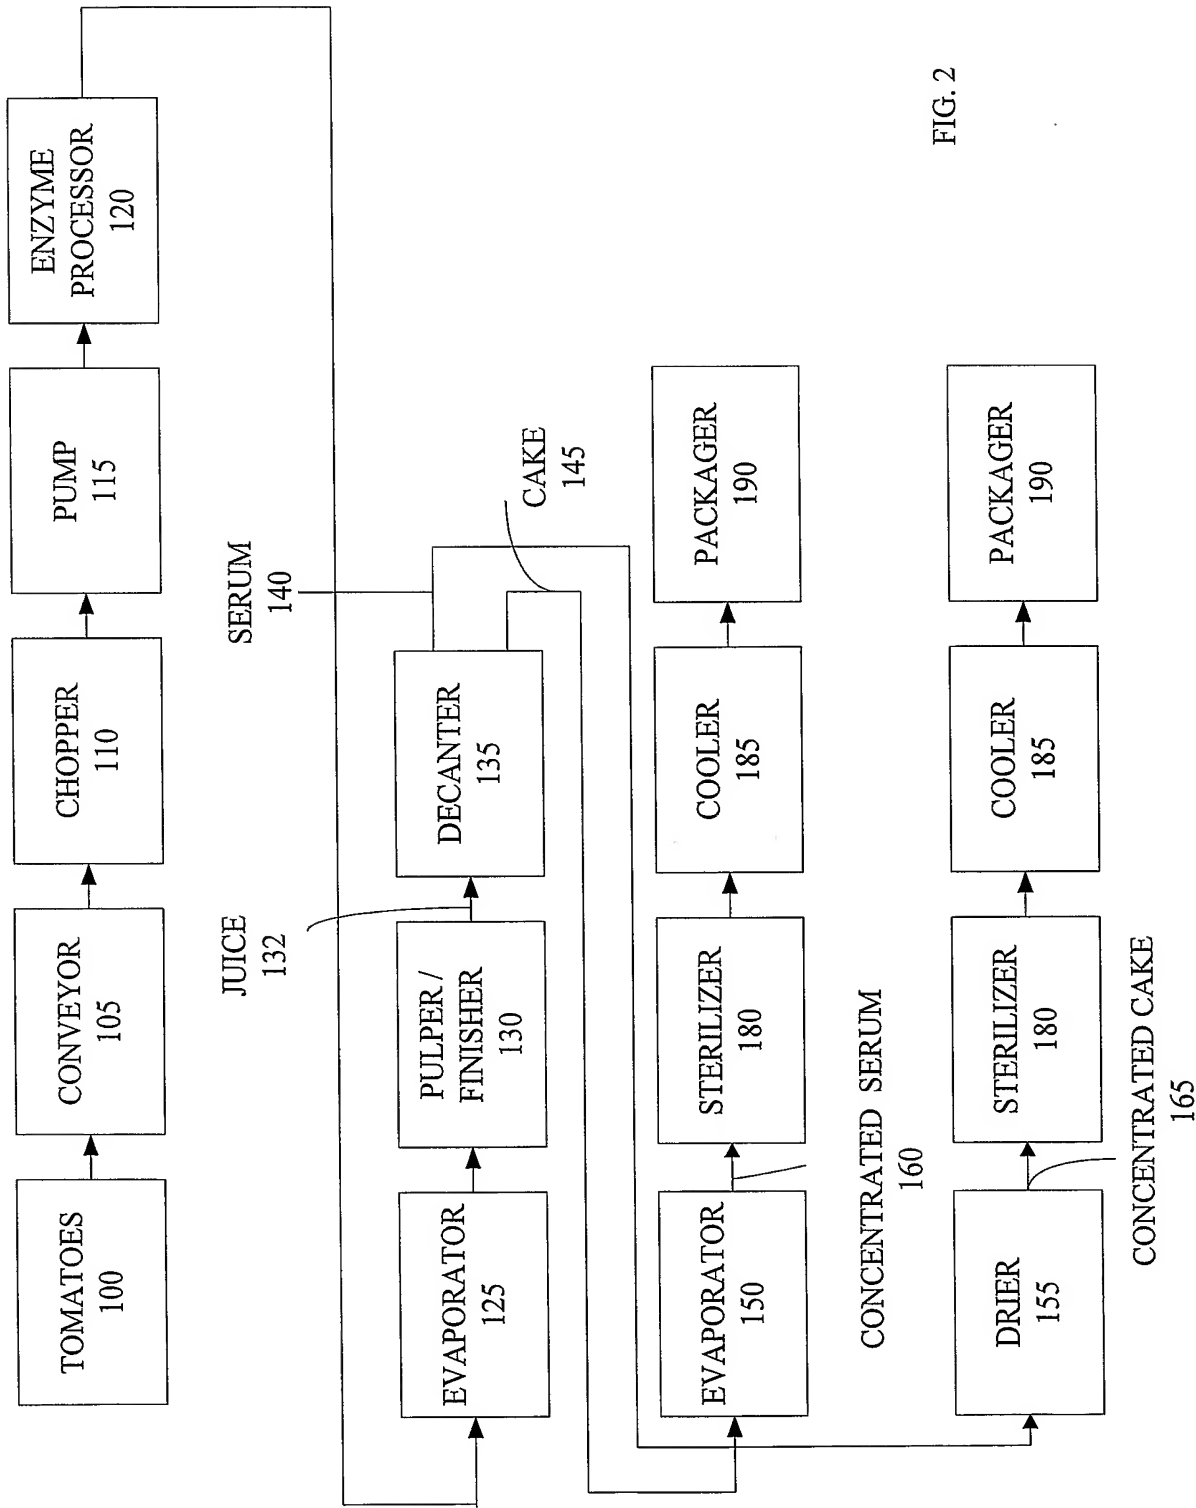 TOMATOES
100
CONVEYOR
105
CHOPPER
110
PUMP
115
ENZYME
PROCESSOR
120
JUICE
132
SERUM
140
EVAPORATOR
125
PULPER /
FINISHER
130
DECANTER
135
CAKE
145
EVAPORATOR
150
STERILIZER
180
COOLER
185
PACKAGER
190
CONCENTRATED SERUM
160
DRIER
155
STERILIZER
180
COOLER
185
PACKAGER
190
CONCENTRATED CAKE
165
FIG. 2